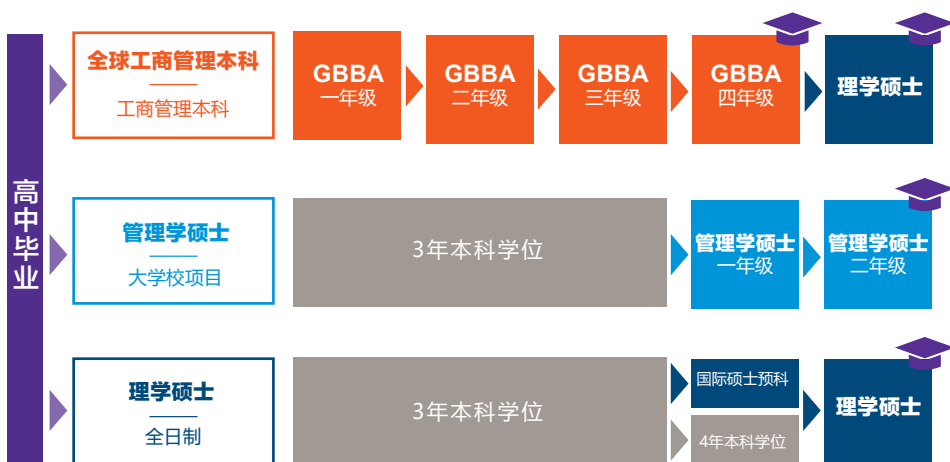 高中毕业
全球工商管理本科
工商管理本科
GBBA
一年级
GBBA
二年级
GBBA
三年级
GBBA
四年级
理学硕士
管理学硕士
大学校项目
3年本科学位
管理学硕士
一年级
管理学硕士
二年级
理学硕士
全日制
3年本科学位
国际硕士预科
4年本科学位
理学硕士